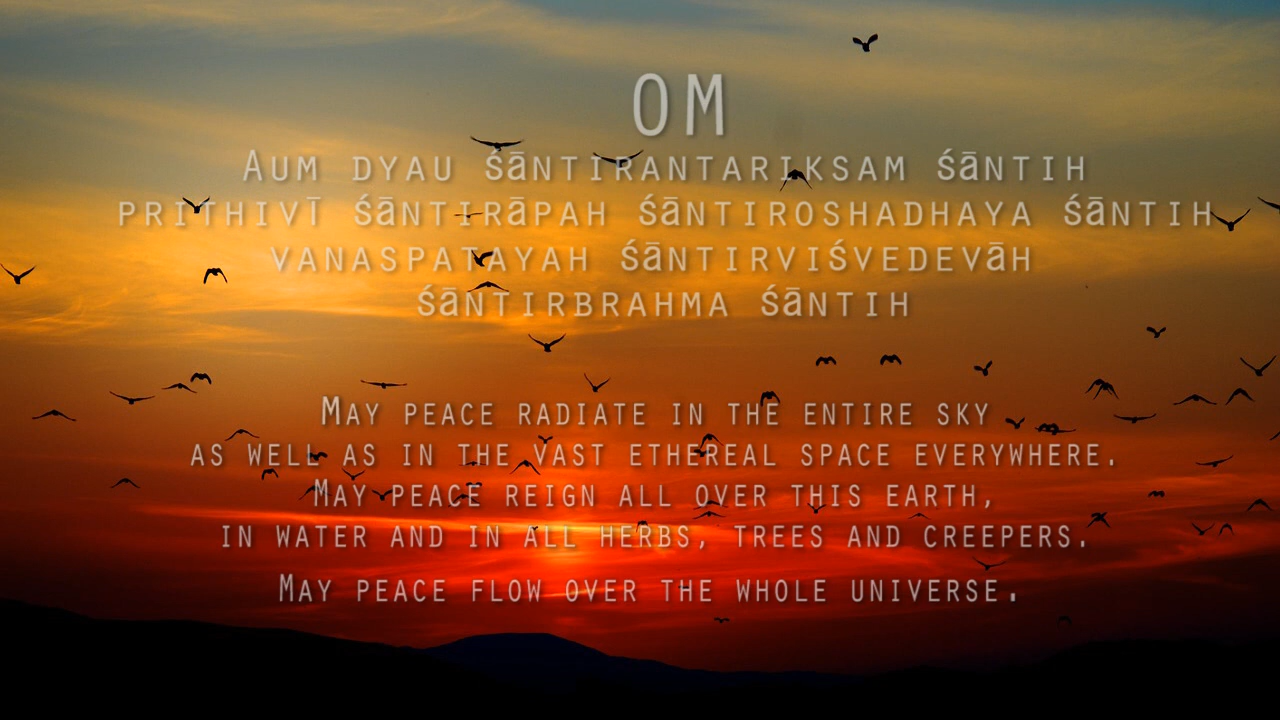 OM
Aum dyau śāntirantariksam śāntih
prithivī śāntirāpah śāntiroshadhaya śāntih
vanaspatayah śāntirviśvedevāh
śāntirbrahma śāntih
May peace radiate in the entire sky
as well as in the vast ethereal space everywhere.
May peace reign all over this earth,
in water and in all herbs, trees and creepers.
May peace flow over the whole universe.